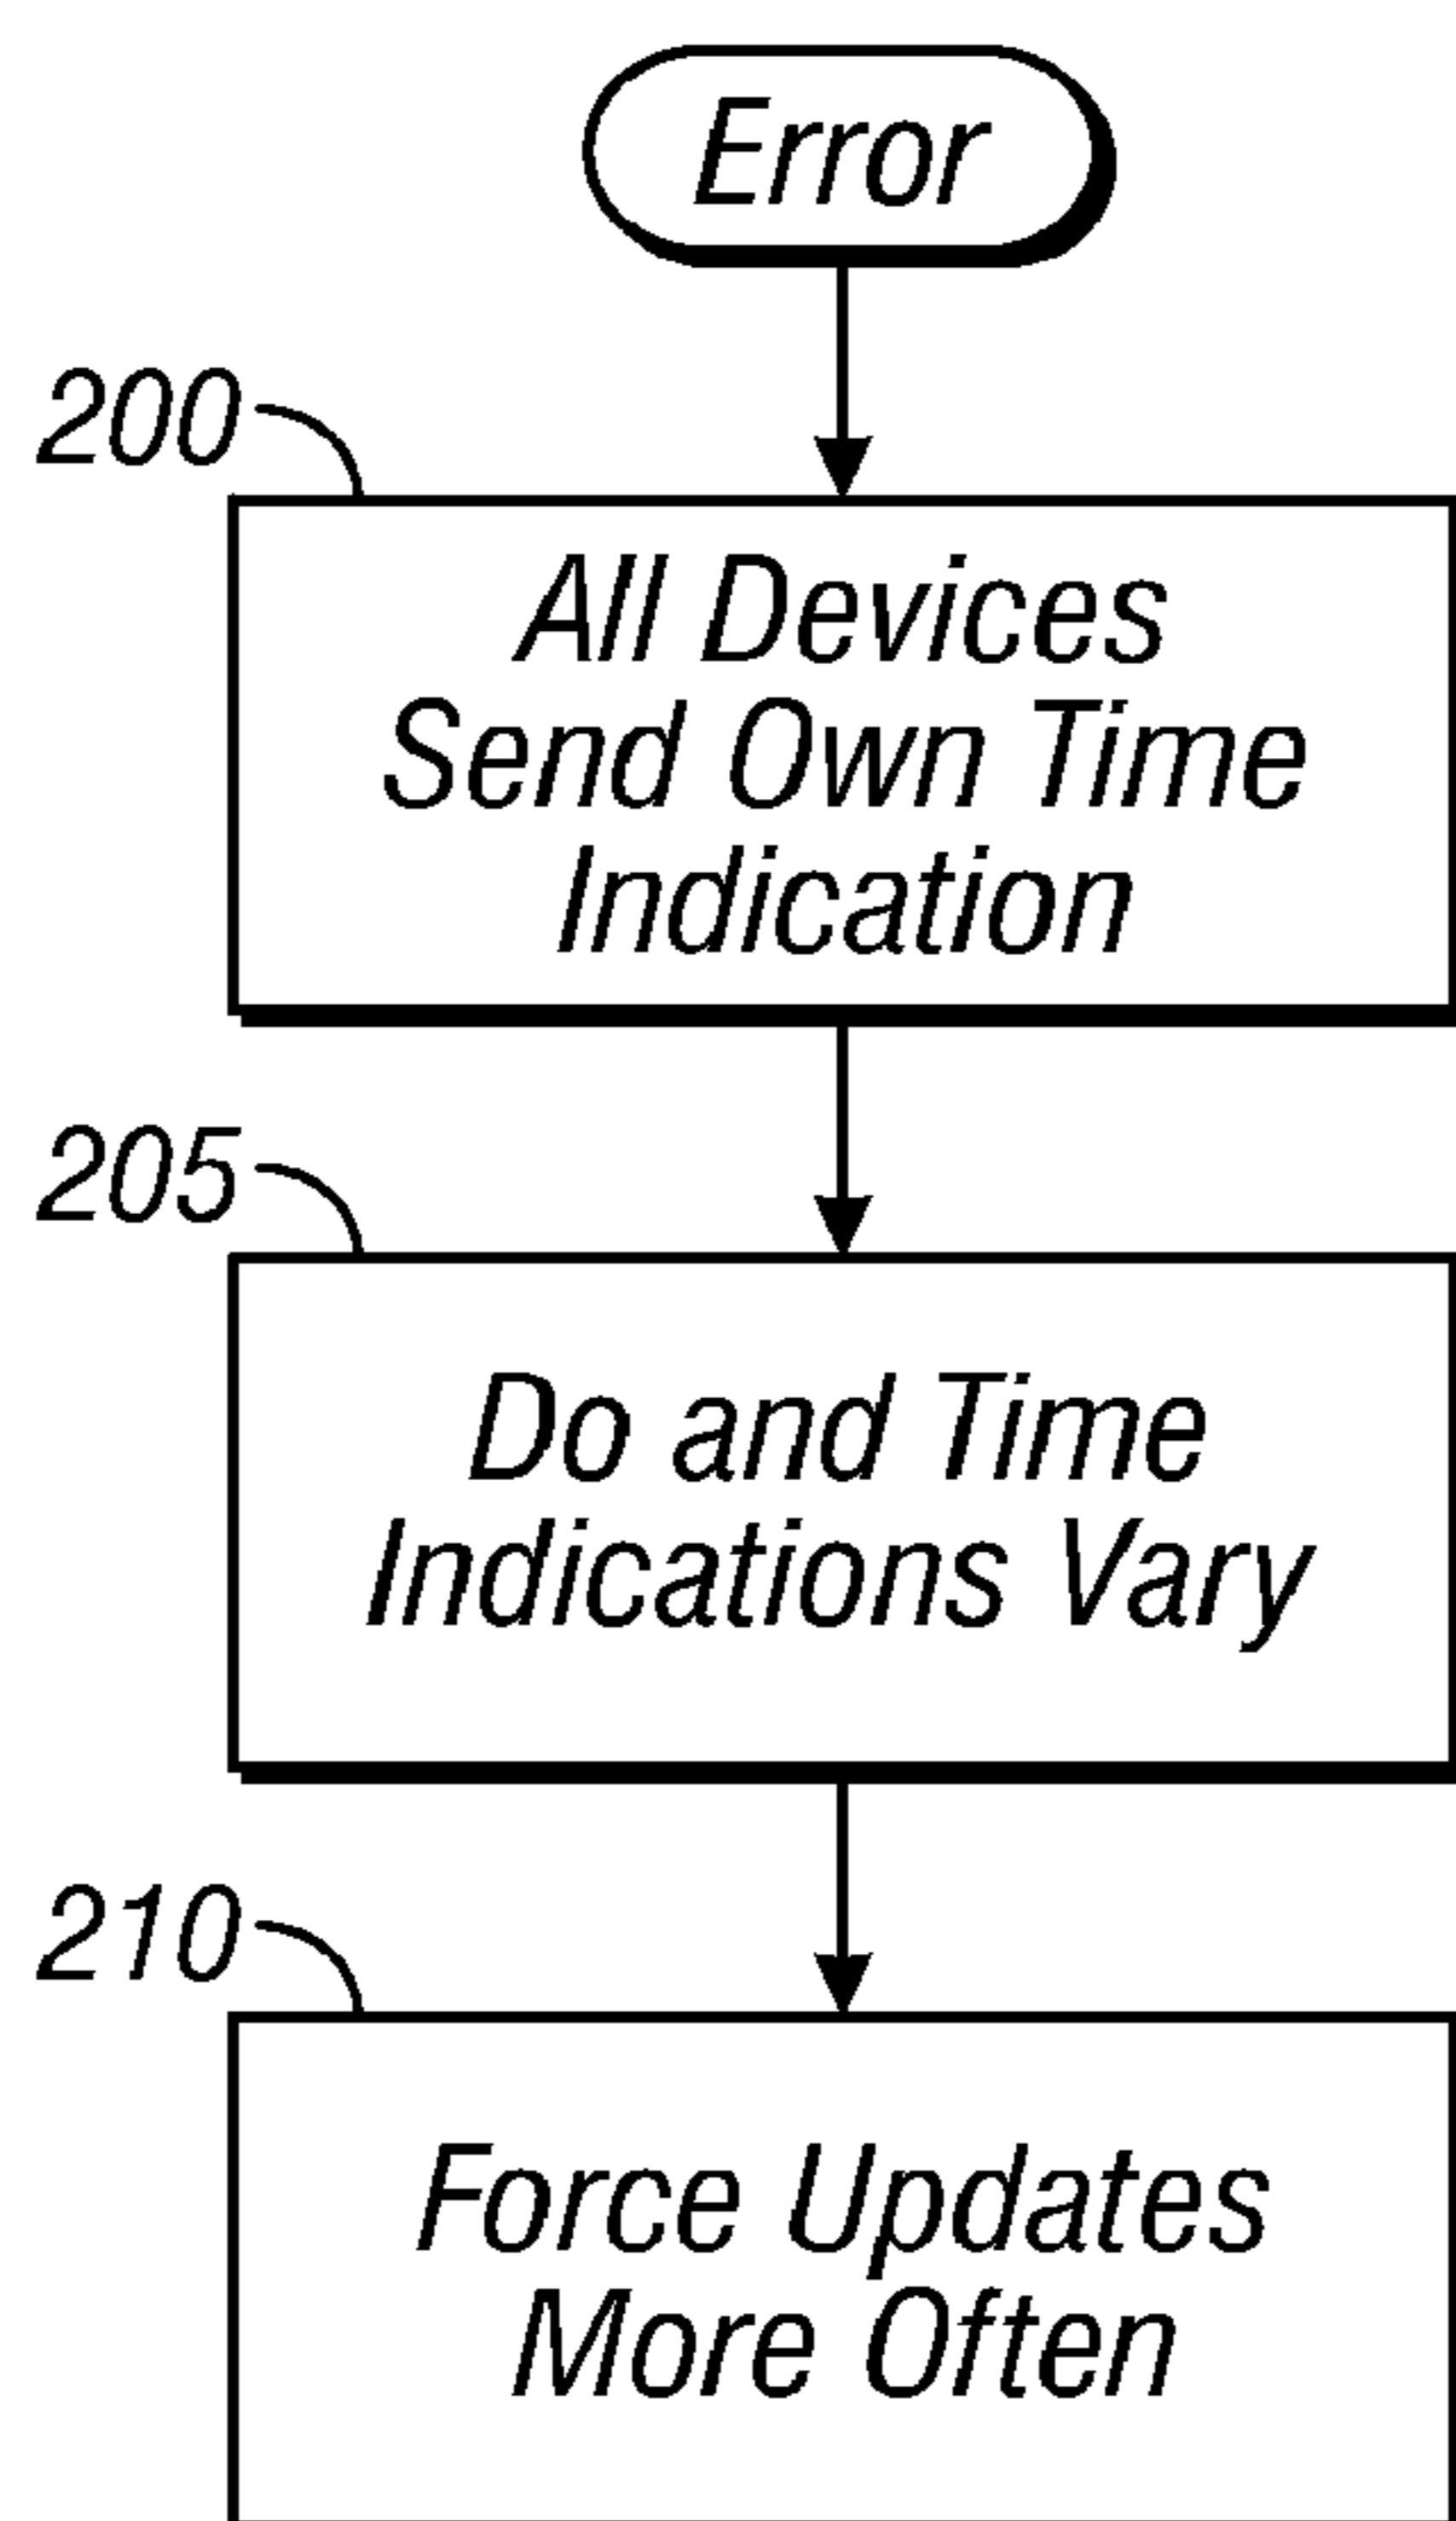 Error
200
All Devices
Send Own Time
Indication
205
Do and Time
Indications Vary
210
Force Updates
More Often